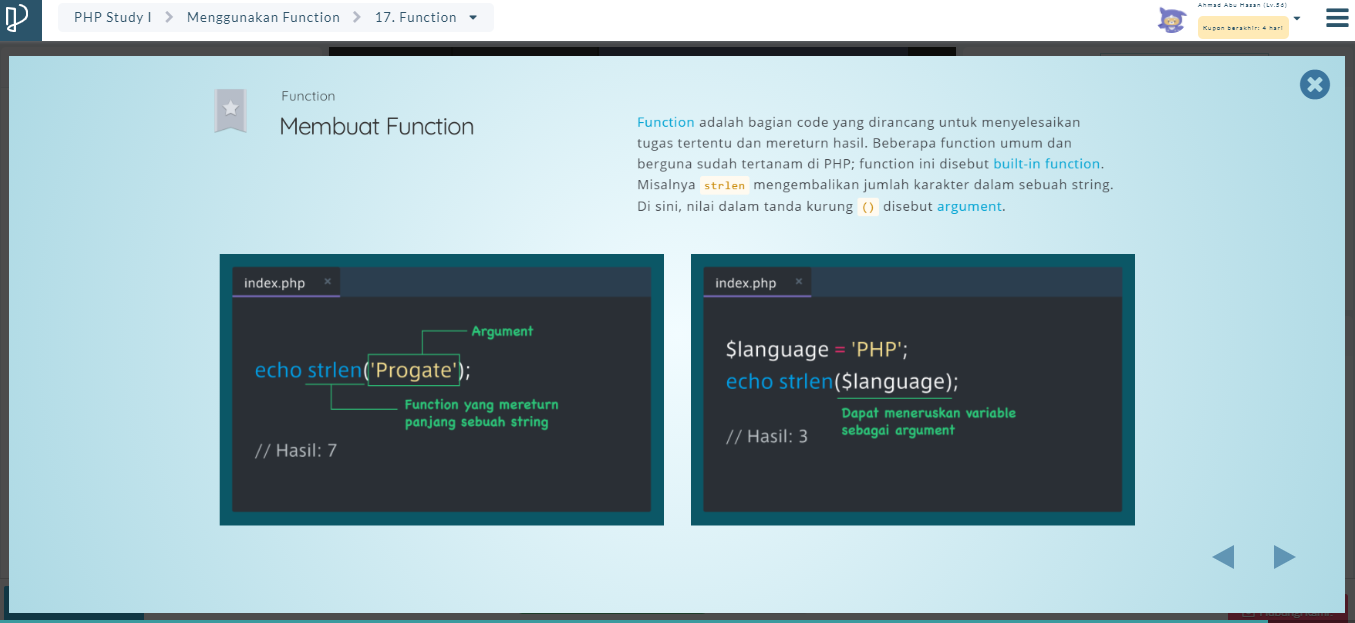 PHP Study I
Menggunakan Function
17. Function
Ahmad Abu Hasan (Lv.56)
Kupon berakhir: 4 hari
Function
Membuat Function
Function adalah bagian code yang dirancang untuk menyelesaikan
tugas tertentu dan mereturn hasil. Beberapa function umum dan
berguna sudah tertanam di PHP; function ini disebut built-in function.
Misalnya strlen mengembalikan jumlah karakter dalam sebuah string.
Di sini, nilai dalam tanda kurung () disebut argument.
index.php ×
Argument
echo strlen('Progate');
Function yang mereturn
panjang sebuah string
// Hasil: 7
index.php ×
$language = 'PHP';
echo strlen($language);
Dapat meneruskan variable
sebagai argument
// Hasil: 3